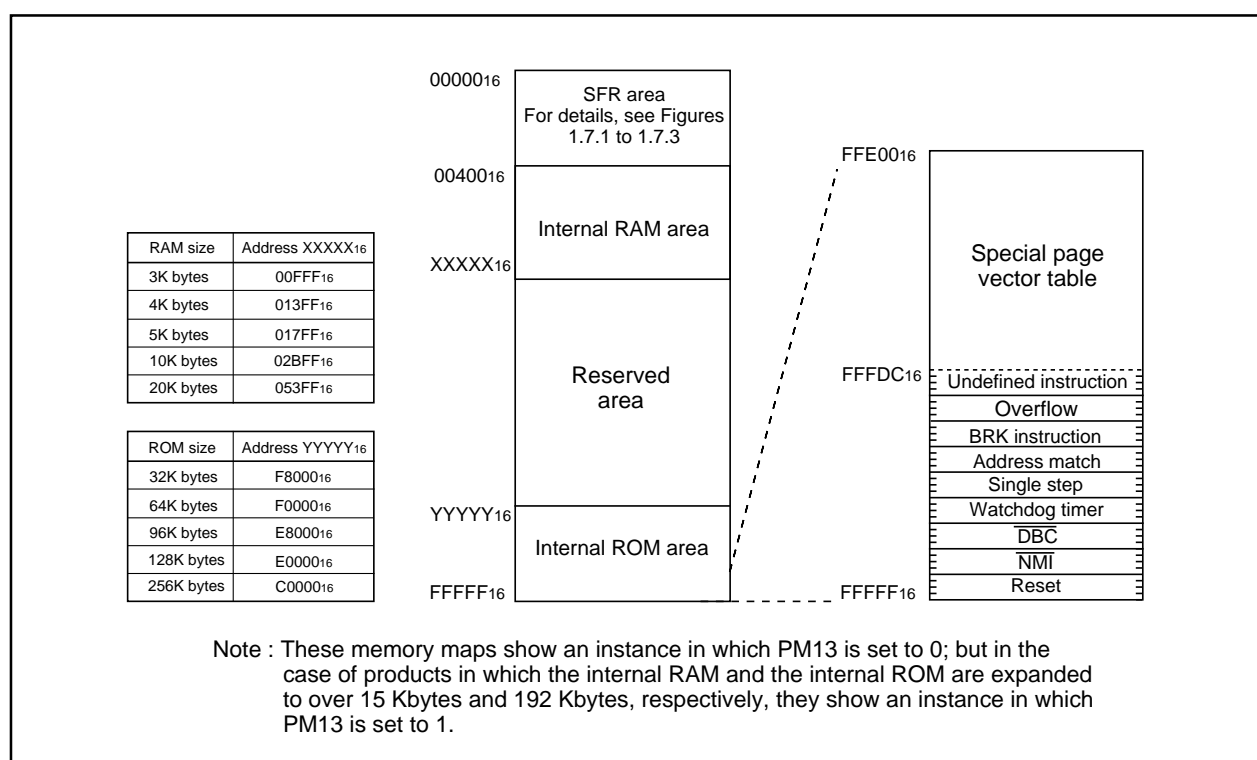 0000016
SFR area
For details, see Figures
1.7.1 to 1.7.3
0040016
Internal RAM area
XXXXX16
Reserved
area
YYYYY16
Internal ROM area
FFFFF16
RAM size Address XXXXX16
3K bytes 00FFF16
4K bytes 013FF16
5K bytes 017FF16
10K bytes 02BFF16
20K bytes 053FF16
ROM size Address YYYYY16
32K bytes F800016
64K bytes F000016
96K bytes E800016
128K bytes E000016
256K bytes C000016
FFE0016
Special page
vector table
FFFDC16
Undefined instruction
Overflow
BRK instruction
Address match
Single step
Watchdog timer
DBC
NMI
Reset
FFFFF16
Note : These memory maps show an instance in which PM13 is set to 0; but in the
case of products in which the internal RAM and the internal ROM are expanded
to over 15 Kbytes and 192 Kbytes, respectively, they show an instance in which
PM13 is set to 1.